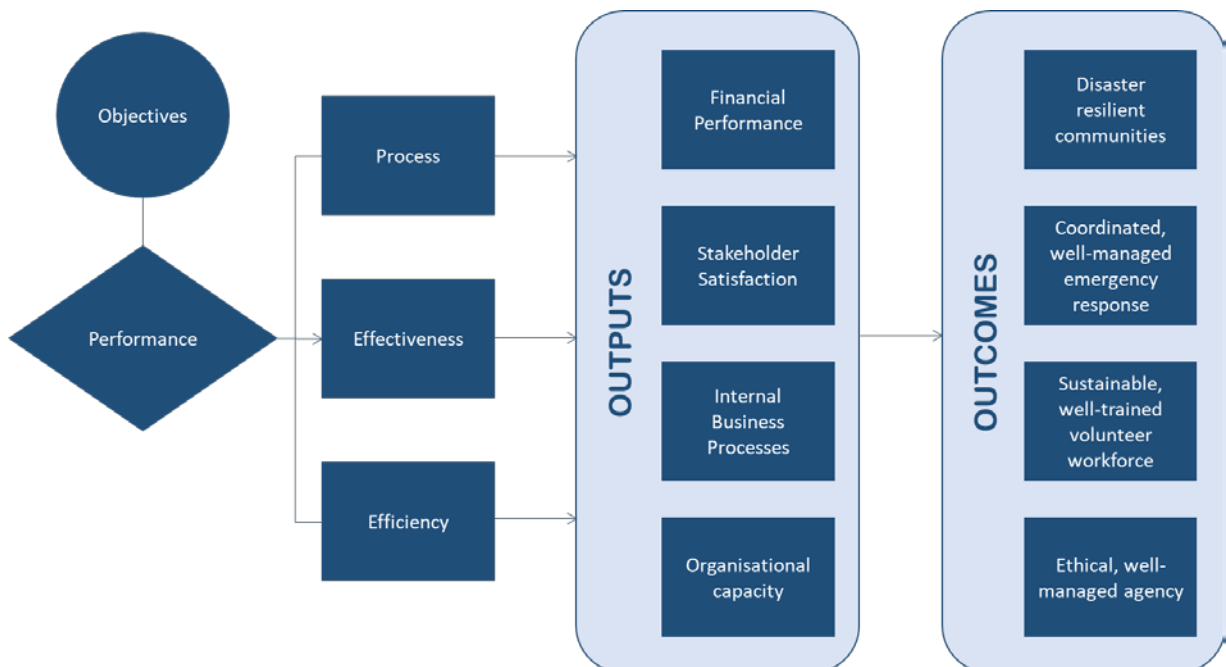 Objectives
Performance
Process
Effectiveness
Efficiency
OUTPUTS
Financial
Performance
Stakeholder
Satisfaction
Internal
Business
Processes
Organisational
capacity
OUTCOMES
Disaster
resilient
communities
Coordinated,
well-managed
emergency
response
Sustainable,
well-trained
volunteer
workforce
Ethical, well-
managed agency